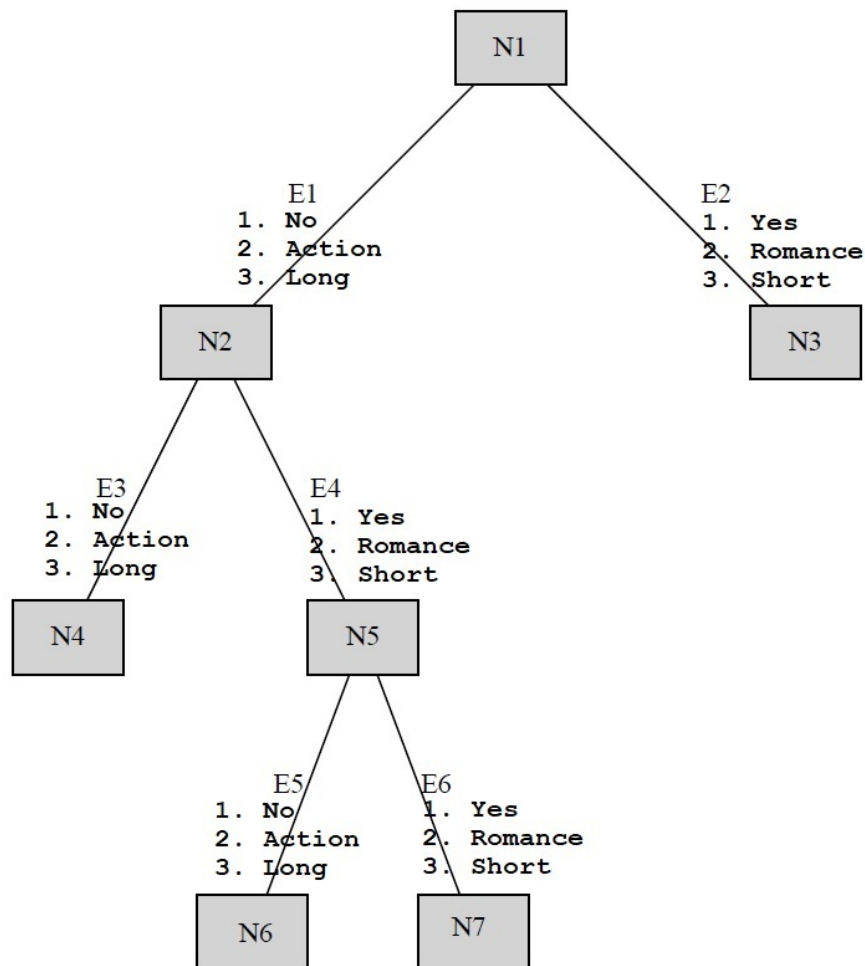 N1
E1
1. No
2. Action
3. Long
E2
1. Yes
2. Romance
3. Short
N2
N3
E3
1. No
2. Action
3. Long
E4
1. Yes
2. Romance
3. Short
N4
N5
E5
1. No
2. Action
3. Long
E6
1. Yes
2. Romance
3. Short
N6
N7